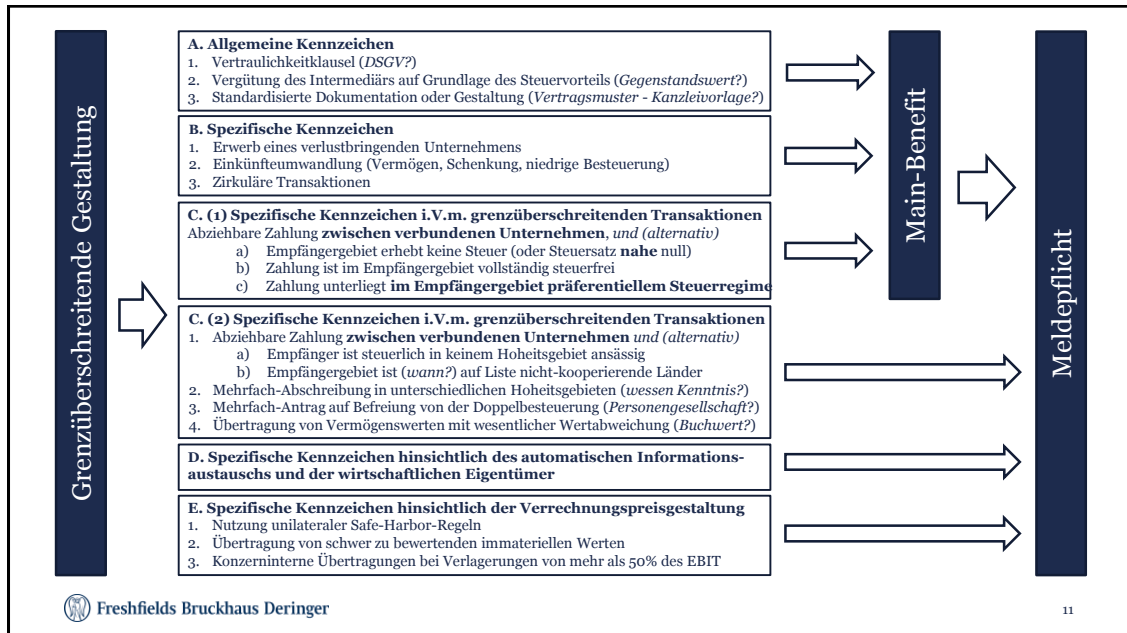 Grenzüberschreitende Gestaltung
A. Allgemeine Kennzeichen
1. Vertraulichkeitklausel (DSGV?)
2. Vergütung des Intermediärs auf Grundlage des Steuervorteils (Gegenstandswert?)
3. Standardisierte Dokumentation oder Gestaltung (Vertragsmuster - Kanzleivorlage?)
B. Spezifische Kennzeichen
1. Erwerb eines verlustbringenden Unternehmens
2. Einkünfteumwandlung (Vermögen, Schenkung, niedrige Besteuerung)
3. Zirkuläre Transaktionen
C. (1) Spezifische Kennzeichen i.V.m. grenzüberschreitenden Transaktionen
Abziehbare Zahlung zwischen verbundenen Unternehmen, und (alternativ)
a) Empfängergebiet erhebt keine Steuer (oder Steuersatz nahe null)
b) Zahlung ist im Empfängergebiet vollständig steuerfrei
c) Zahlung unterliegt im Empfängergebiet präferentiellem Steuerregime
C. (2) Spezifische Kennzeichen i.V.m. grenzüberschreitenden Transaktionen
1. Abziehbare Zahlung zwischen verbundenen Unternehmen und (alternativ)
a) Empfänger ist steuerlich in keinem Hoheitsgebiet ansässig
b) Empfängergebiet ist (wann?) auf Liste nicht-kooperierende Länder
2. Mehrfach-Abschreibung in unterschiedlichen Hoheitsgebieten (wessen Kenntnis?)
3. Mehrfach-Antrag auf Befreiung von der Doppelbesteuerung (Personengesellschaft?)
4. Übertragung von Vermögenswerten mit wesentlicher Wertabweichung (Buchwert?)
D. Spezifische Kennzeichen hinsichtlich des automatischen Informations-
austauschs und der wirtschaftlichen Eigentümer
E. Spezifische Kennzeichen hinsichtlich der Verrechnungspreisgestaltung
1. Nutzung unilateraler Safe-Harbor-Regeln
2. Übertragung von schwer zu bewertenden immateriellen Werten
3. Konzerninterne Übertragungen bei Verlagerungen von mehr als 50% des EBIT
Main-Benefit
Meldepflicht
Freshfields Bruckhaus Deringer
11